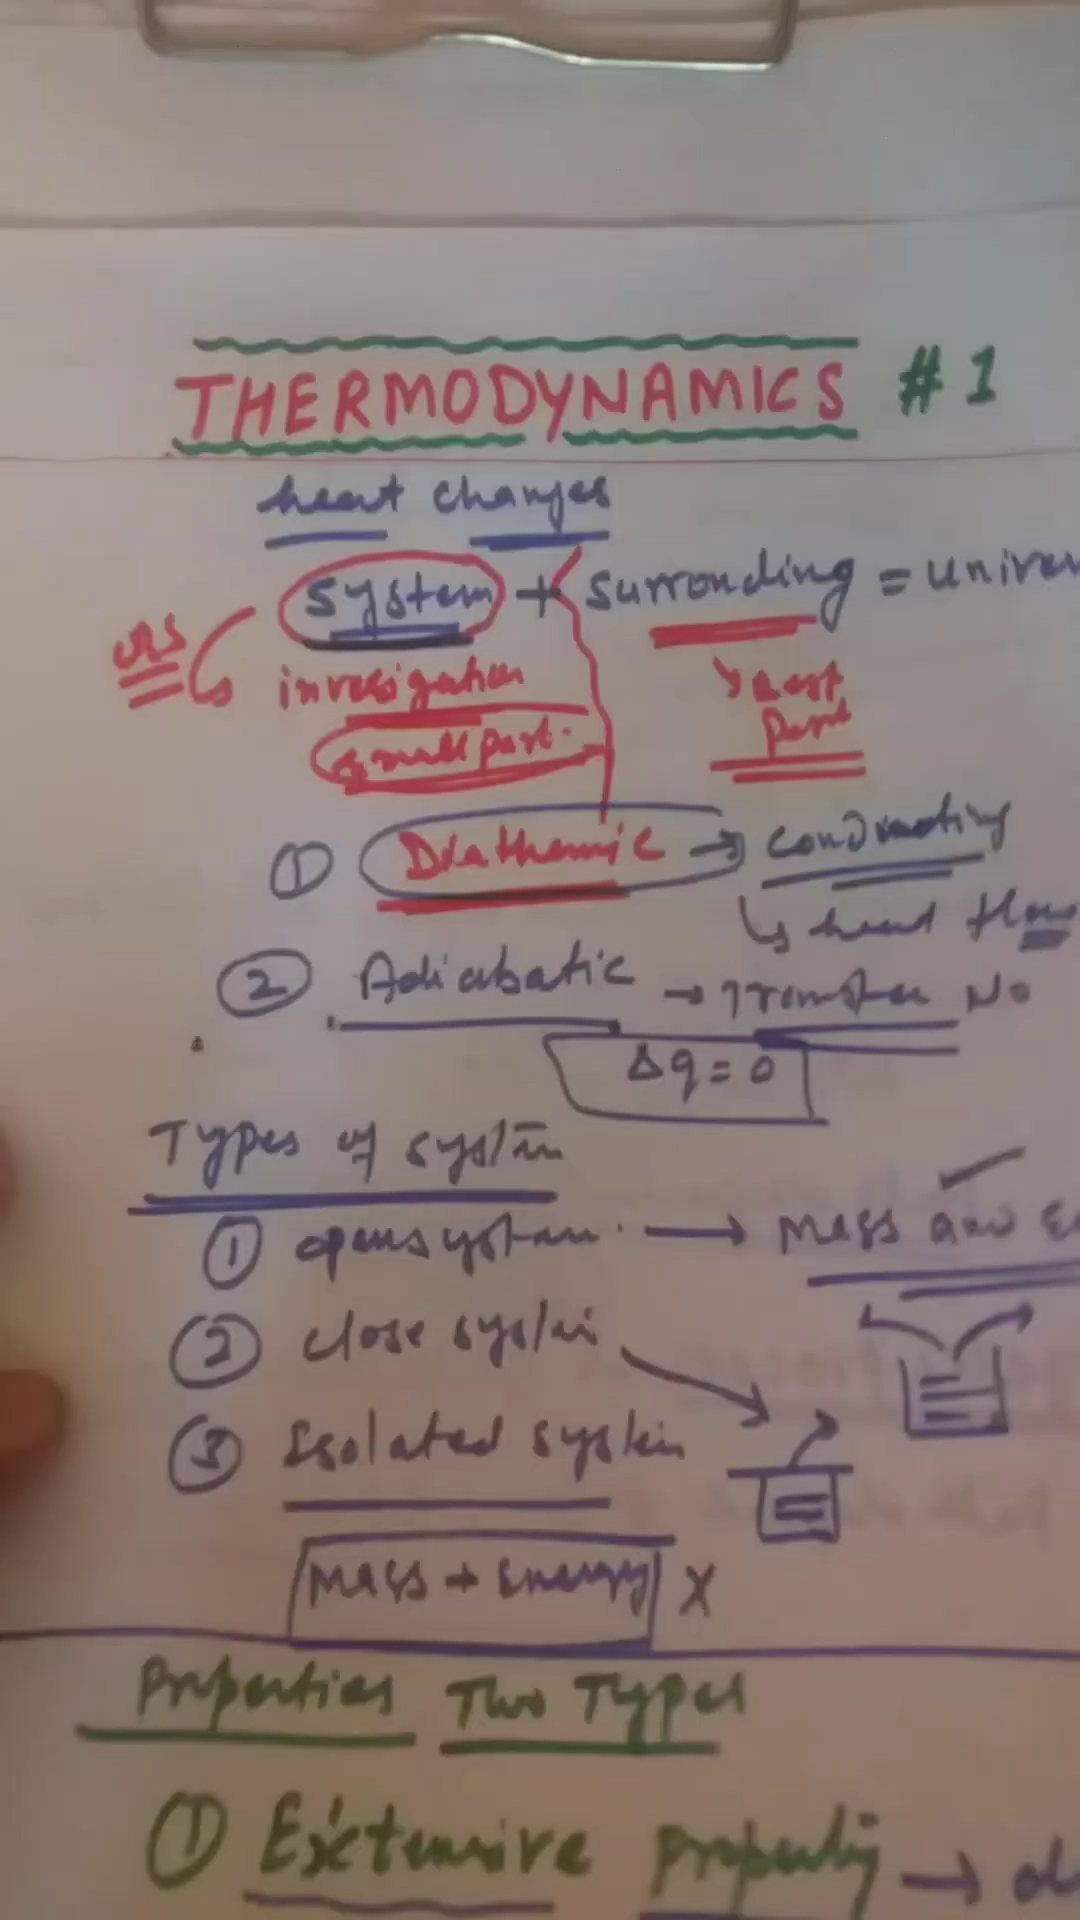 THERMODYNAMICS #1
heat changes
System + Surronding = Univer
investigation
Small part.
Rest
part
① Diathermic → conducting
↳ heat flow
② Adiabatic → Transfer No
Δq = 0
Types of system
① open system → Mass and E
② close system
③ Isolated system
Mass + Energy X
Properties Two Types
① Extensive Property →